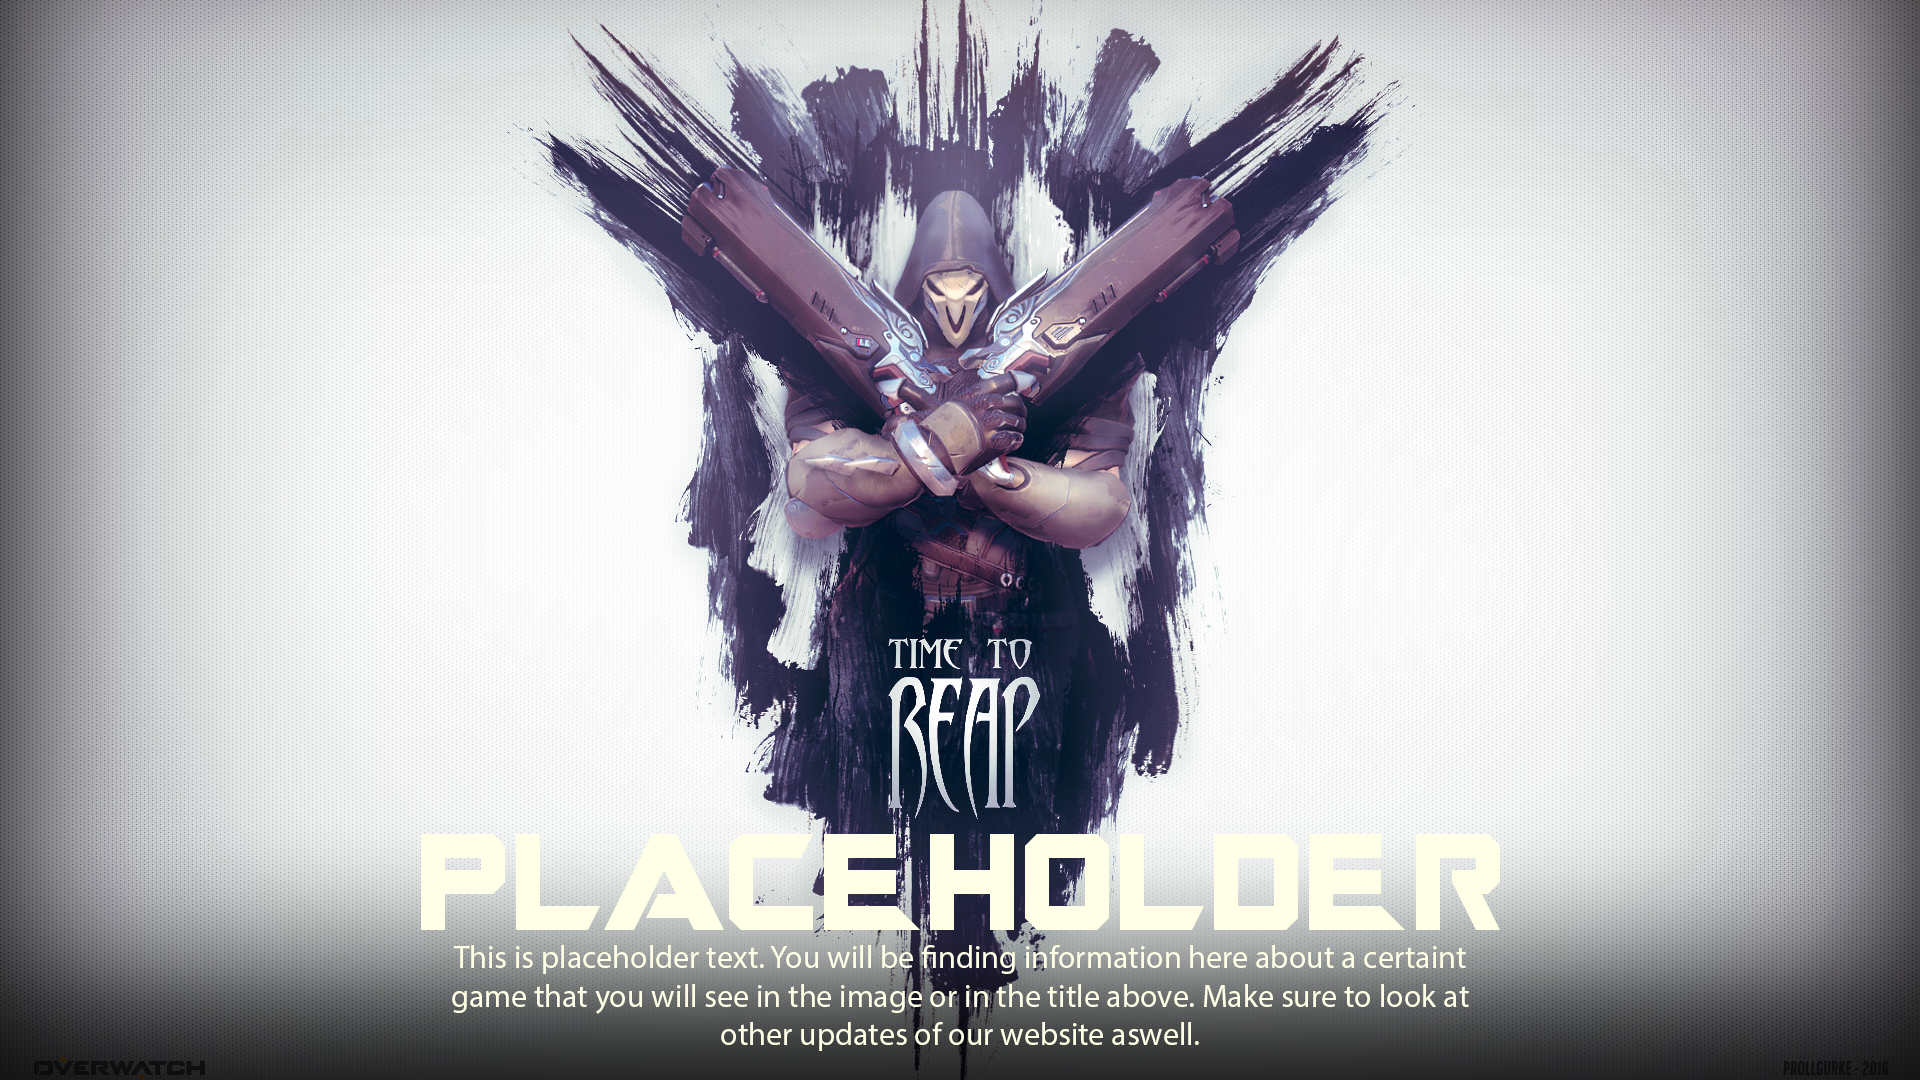 TIME TO
REAP
PLACEHOLDER
This is placeholder text. You will be finding information here about a certaint
game that you will see in the image or in the title above. Make sure to look at
other updates of our website aswell.
OVERWATCH
PROLLGURKE - 2016